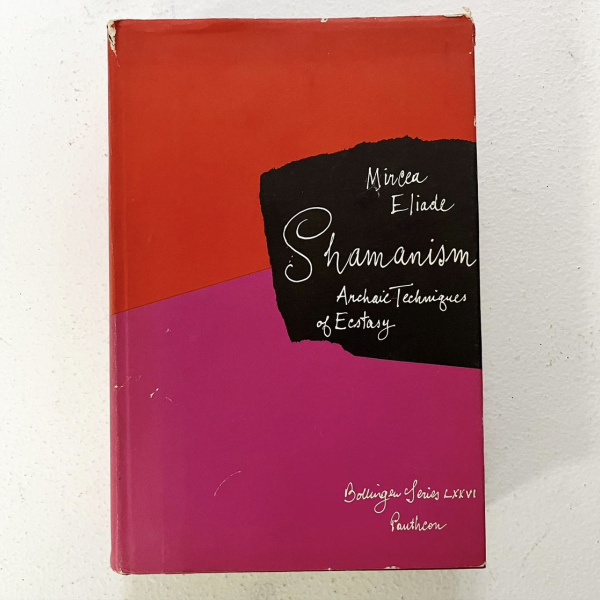 Mircea
Eliade
Shamanism
Archaic Techniques
of Ecstasy
Bollingen Series LXXVI
Pantheon